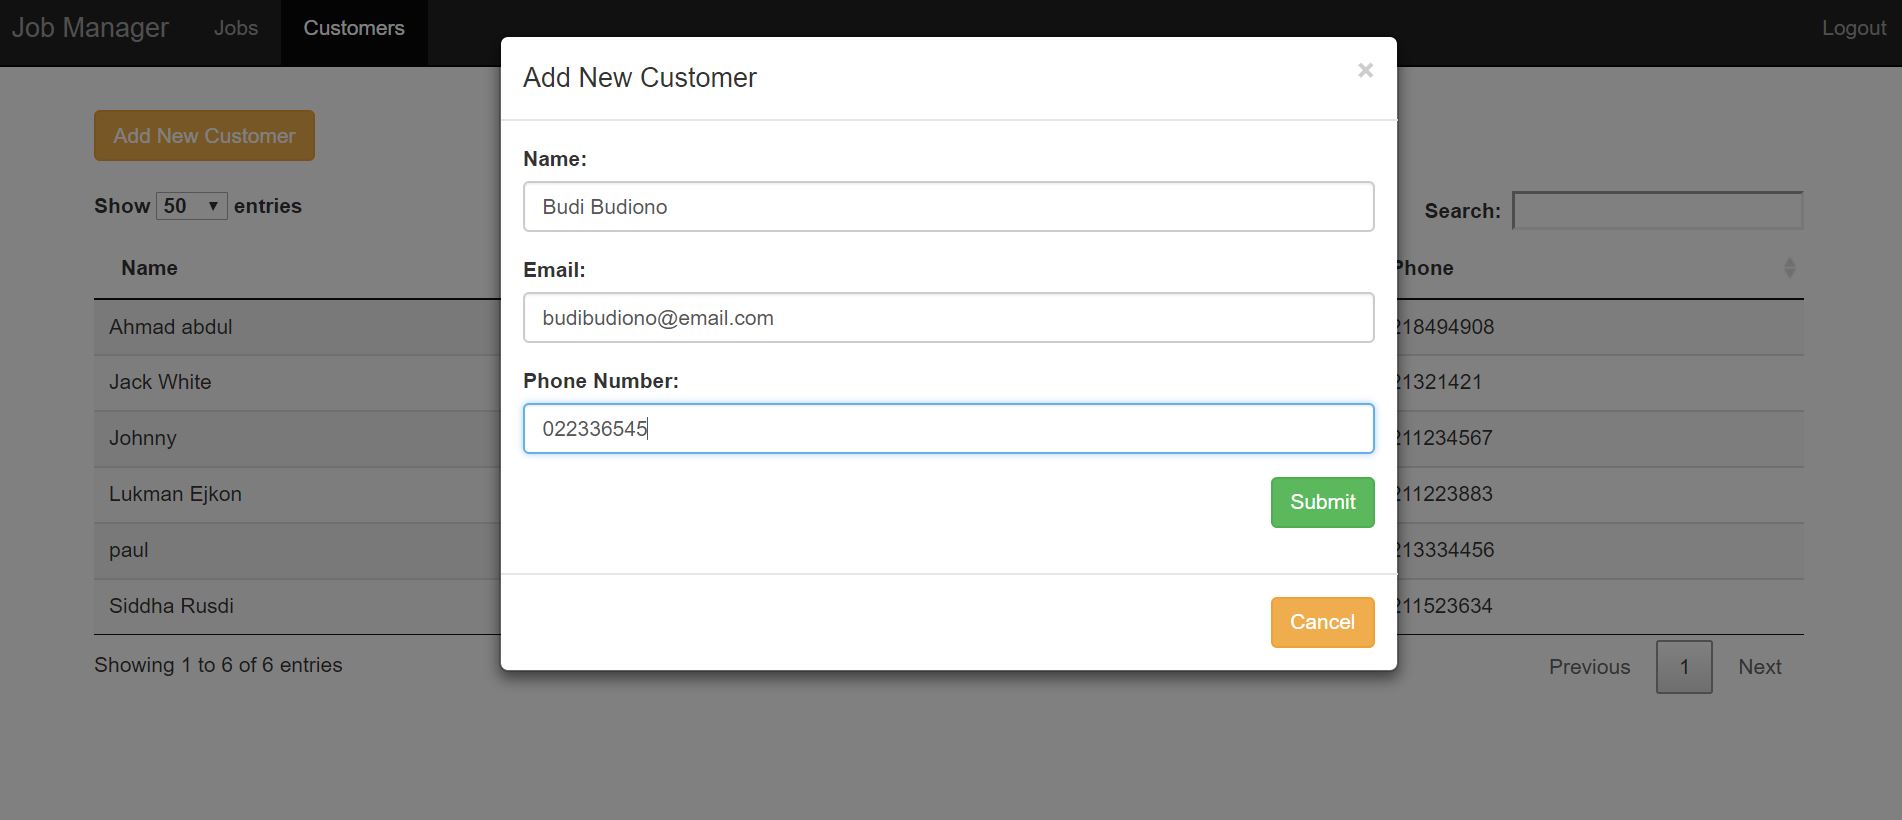 Job Manager Jobs Customers Logout
Add New Customer ×
Add New Customer
Name:
Budi Budiono
Email:
budibudiono@email.com
Phone Number:
022336545
Submit
Cancel
Show 50 entries
Search:
Name Phone
Ahmad abdul 218494908
Jack White 21321421
Johnny 211234567
Lukman Ejkon 211223883
paul 213334456
Siddha Rusdi 211523634
Showing 1 to 6 of 6 entries
Previous 1 Next